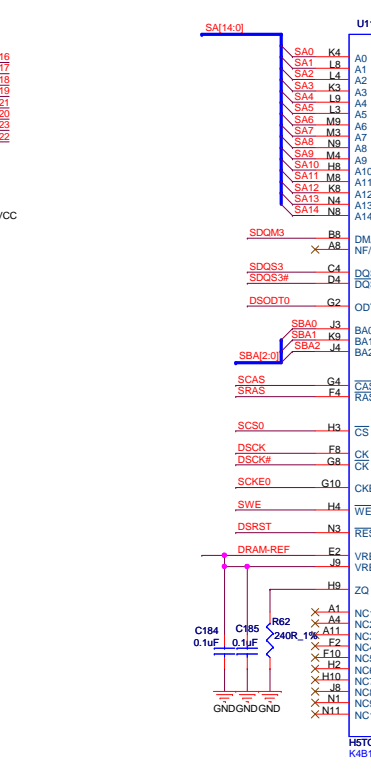 16
17
18
19
21
20
23
22
/CC
SA[14:0]
U1
SA0 K4 A0
SA1 L8 A1
SA2 L4 A2
SA3 K3 A3
SA4 L9 A4
SA5 L3 A5
SA6 M9 A6
SA7 M3 A7
SA8 N9 A8
SA9 M4 A9
SA10 H8 A10
SA11 M8 A11
SA12 K8 A12
SA13 N4 A13
SA14 N8 A14
SDQM3 B8 DM
A8 NF/
SDQS3 C4 DQ
SDQS3# D4 DQ
DSODT0 G2 OD
SBA0 J3 BA0
SBA1 K9 BA1
SBA2 J4 BA2
SBA[2:0]
SCAS G4 CAS
SRAS F4 RAS
SCS0 H3 CS
DSCK F8 CK
DSCK# G8 CK
SCKE0 G10 CKE
SWE H4 WE
DSRST N3 RES
DRAM-REF E2 VRE
J9 VRE
H9 ZQ
A1 NC
A4 NC
A11 NC
F2 NC
F10 NC
H2 NC
H10 NC
J8 NC
N1 NC
N11 NC
C184
0.1uF
C185
0.1uF
R62
240R_1%
GND GND GND
H5TC
K4B1